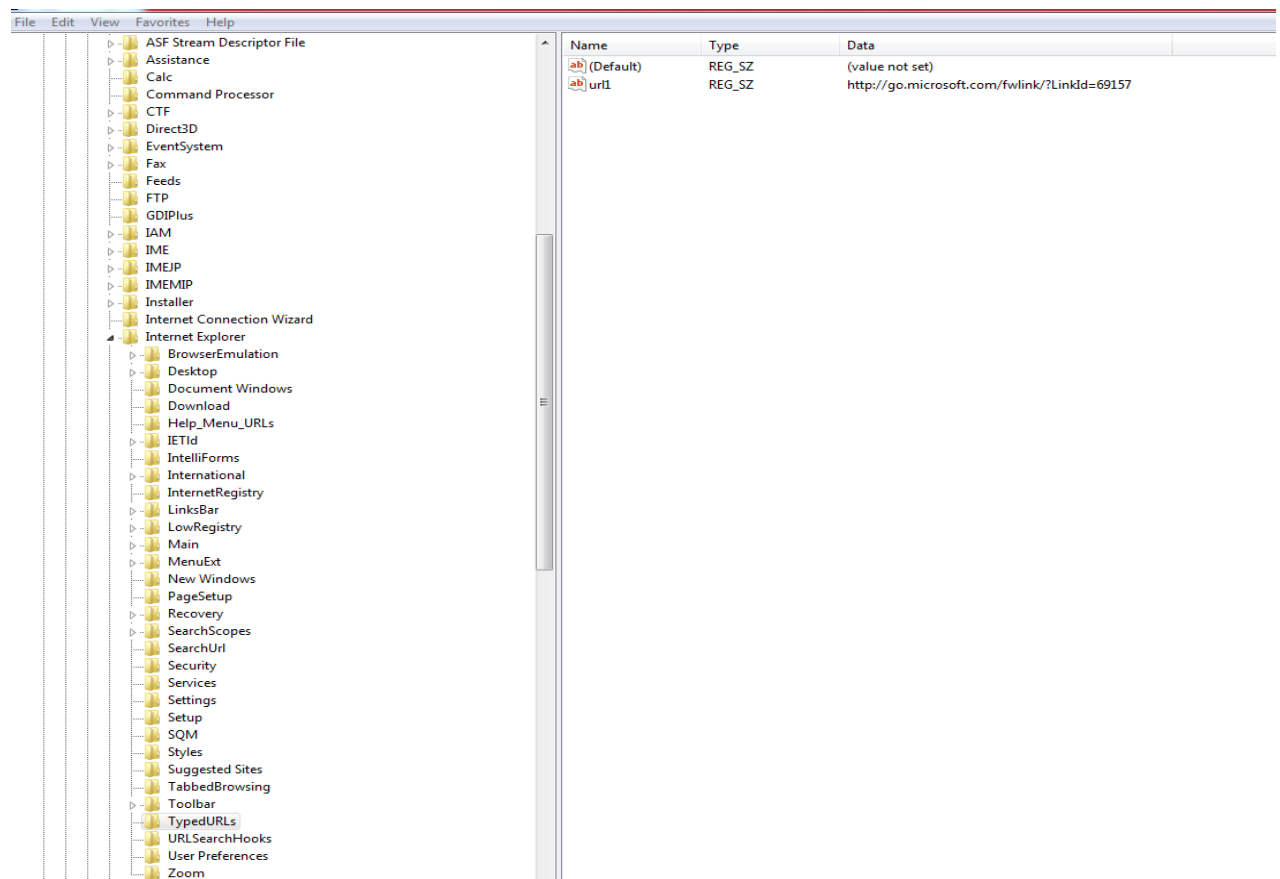 File Edit View Favorites Help
ASF Stream Descriptor File
Assistance
Calc
Command Processor
CTF
Direct3D
EventSystem
Fax
Feeds
FTP
GDIPlus
IAM
IME
IMEJP
IMEMIP
Installer
Internet Connection Wizard
Internet Explorer
BrowserEmulation
Desktop
Document Windows
Download
Help_Menu_URLs
IETld
IntelliForms
International
InternetRegistry
LinksBar
LowRegistry
Main
MenuExt
New Windows
PageSetup
Recovery
SearchScopes
SearchUrl
Security
Services
Settings
Setup
SQM
Styles
Suggested Sites
TabbedBrowsing
Toolbar
TypedURLs
URLSearchHooks
User Preferences
Zoom
Name Type Data
ab (Default) REG_SZ (value not set)
ab url1 REG_SZ http://go.microsoft.com/fwlink/?LinkId=69157